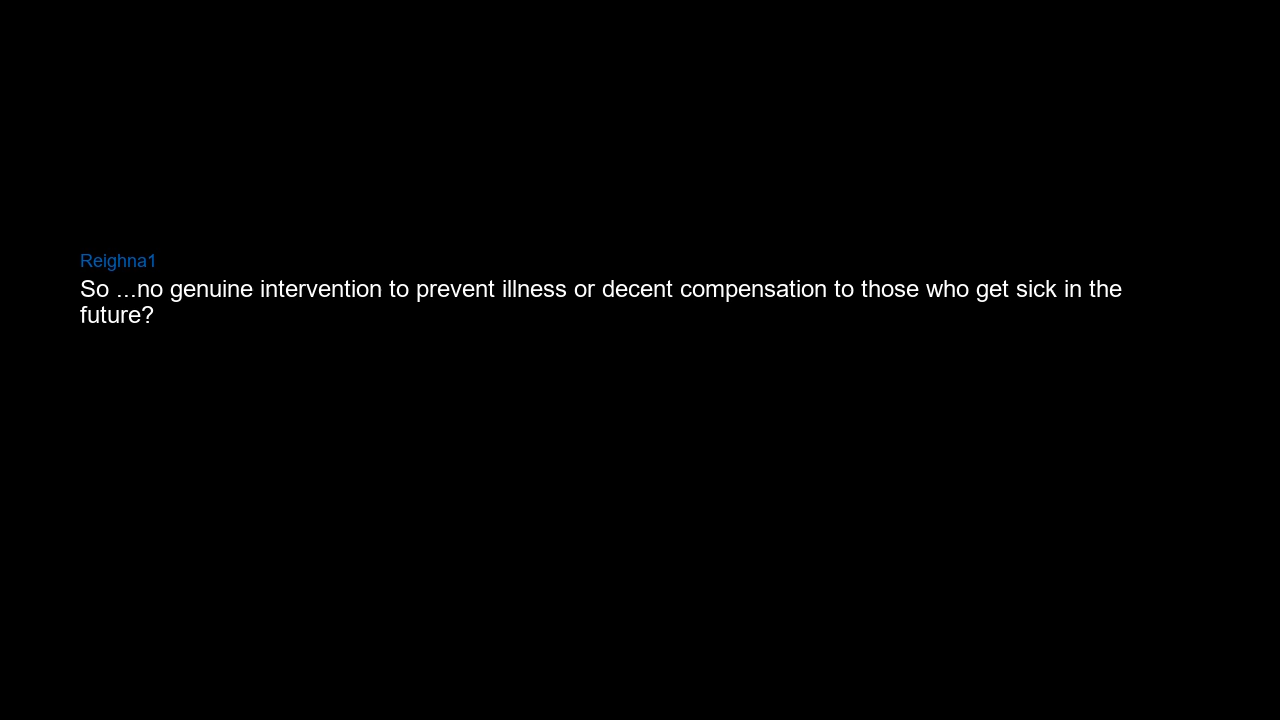 Reighna1
So ...no genuine intervention to prevent illness or decent compensation to those who get sick in the
future?